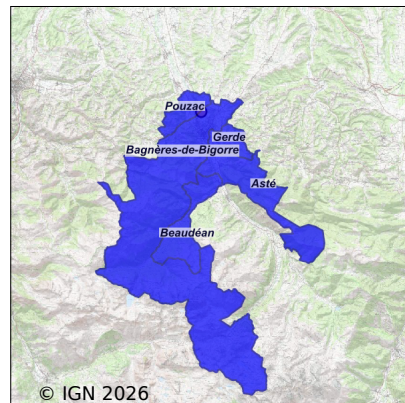 Pouzac
Gerde
Bagnères-de-Bigorre
Asté
Beaudéan
© IGN 2026